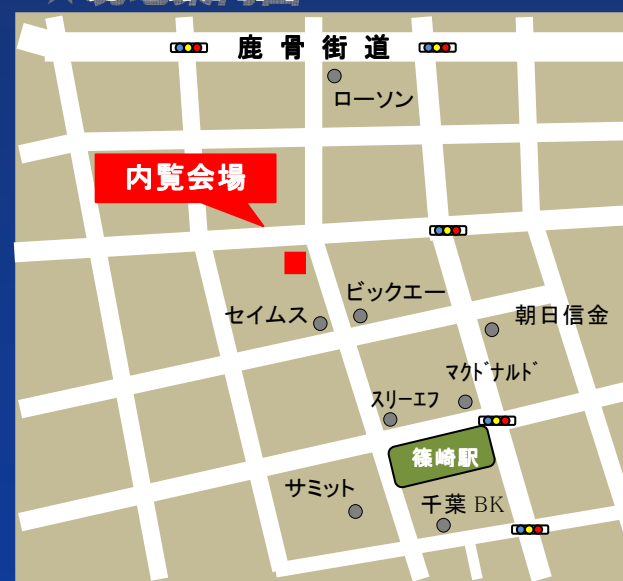 鹿骨街道
ローソン
内覧会場
ビックエー
セイムス
朝日信金
マクドナルド
スリーエフ
篠崎駅
サミット
千葉 BK